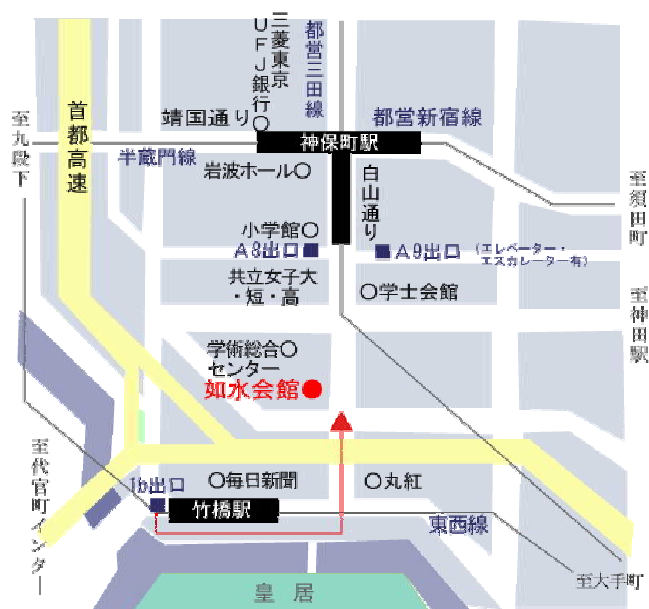 三菱東京
UFJ銀行
都営三田線
首都高速
靖国通り
都営新宿線
至九段下
神保町駅
半蔵門線
岩波ホール
白山通り
至須田町
小学館
A8出口
A9出口
(エレベーター・
エスカレーター有)
共立女子大
・短・高
学士会館
至神田駅
学術総合
センター
如水会館
至代官町インター
1b出口
毎日新聞
丸紅
竹橋駅
東西線
至大手町
皇居